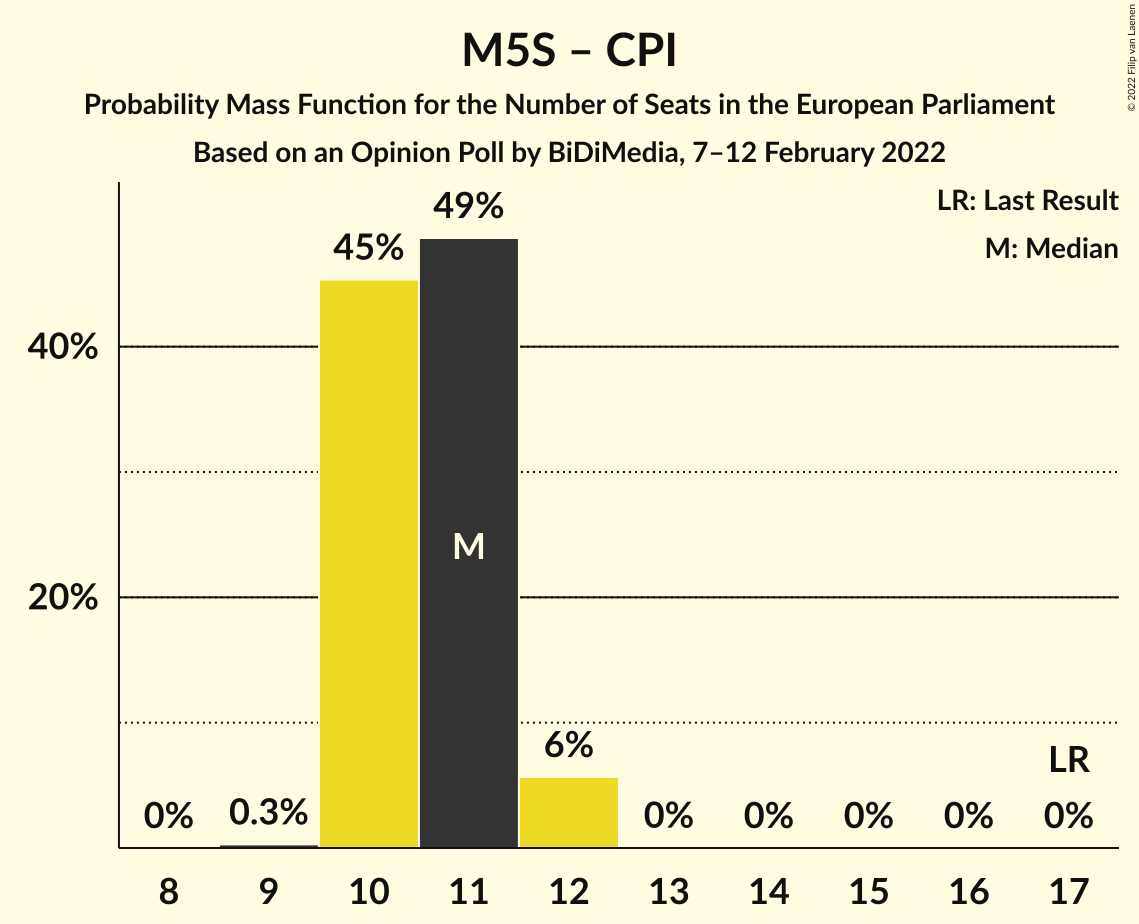 M5S – CPI
Probability Mass Function for the Number of Seats in the European Parliament
Based on an Opinion Poll by BiDiMedia, 7–12 February 2022
© 2022 Filip van Laenen
LR: Last Result
M: Median
49%
45%
40%
M
20%
6%
LR
0% 0.3% 0% 0% 0% 0% 0%
8 9 10 11 12 13 14 15 16 17